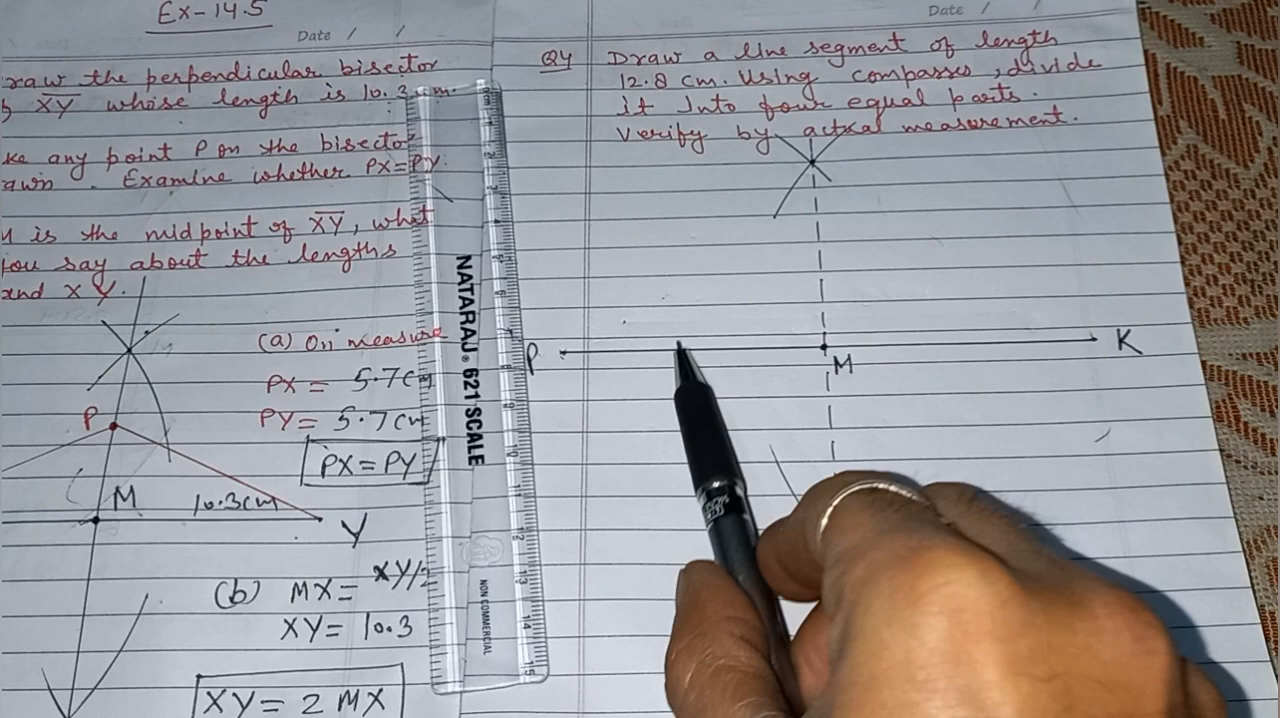 Ex-14.5
Date / /
raw the perpendicular bisector
XY whose length is 10.3 cm.
ke any point P on the bisector
awn. Examine whether PX=PY.
is the midpoint of XY, what
you say about the lengths
and XY.
(a) On measure
PX = 5.7cm
PY= 5.7cm
PX=PY
P
M
10.3cm
Y
(b) MX= XY/2
XY= 10.3
XY= 2 MX
NATARAJ 621 SCALE
NON COMMERCIAL
Date / /
Q4 Draw a line segment of length
12.8 cm. Using compasses, divide
it into four equal parts.
Verify by actual measurement.
P
M
K